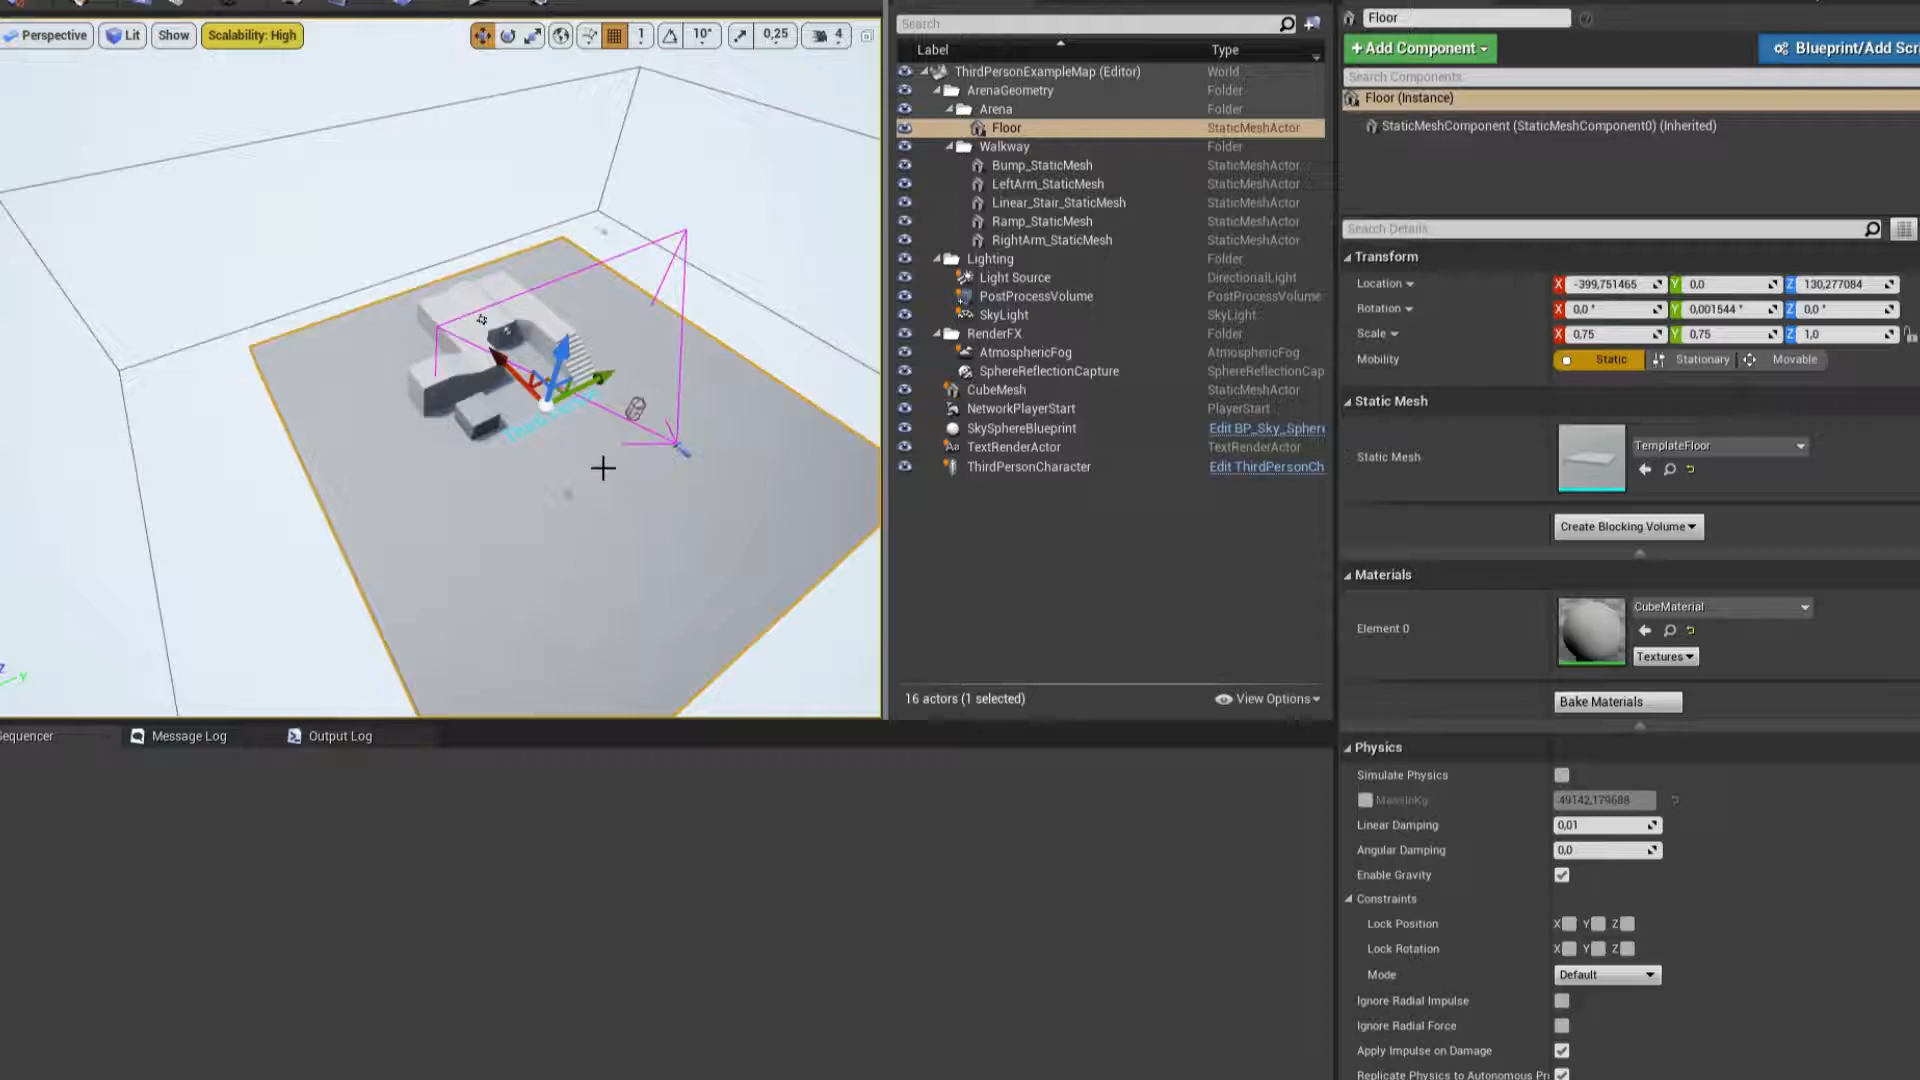 Perspective
Lit
Show
Scalability: High
1
10°
0,25
4
Z
Y
Sequencer
Message Log
Output Log
Search
Label Type
ThirdPersonExampleMap (Editor) World
ArenaGeometry Folder
Arena Folder
Floor StaticMeshActor
Walkway Folder
Bump_StaticMesh StaticMeshActor
LeftArm_StaticMesh StaticMeshActor
Linear_Stair_StaticMesh StaticMeshActor
Ramp_StaticMesh StaticMeshActor
RightArm_StaticMesh StaticMeshActor
Lighting Folder
Light Source DirectionalLight
PostProcessVolume PostProcessVolume
SkyLight SkyLight
RenderFX Folder
AtmosphericFog AtmosphericFog
SphereReflectionCapture SphereReflectionCap
CubeMesh StaticMeshActor
NetworkPlayerStart PlayerStart
SkySphereBlueprint Edit BP_Sky_Sphere
TextRenderActor TextRenderActor
ThirdPersonCharacter Edit ThirdPersonCh
16 actors (1 selected)
View Options
Floor
+Add Component
Blueprint/Add Scri
Search Components
Floor (Instance)
StaticMeshComponent (StaticMeshComponent0) (Inherited)
Search Details
Transform
Location X -399,751465 Y 0,0 Z 130,277084
Rotation X 0,0 ° Y 0,001544 ° Z 0,0 °
Scale X 0,75 Y 0,75 Z 1,0
Mobility Static Stationary Movable
Static Mesh
Static Mesh TemplateFloor
Create Blocking Volume
Materials
Element 0 CubeMaterial
Textures
Bake Materials
Physics
Simulate Physics
MassInKg 49142,179688
Linear Damping 0,01
Angular Damping 0,0
Enable Gravity
Constraints
Lock Position X Y Z
Lock Rotation X Y Z
Mode Default
Ignore Radial Impulse
Ignore Radial Force
Apply Impulse on Damage
Replicate Physics to Autonomous Pr